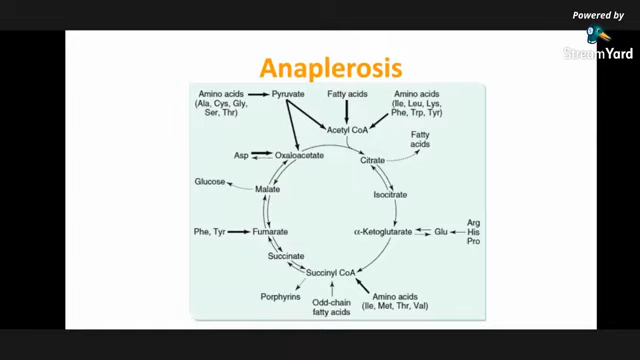 Powered by
StreamYard
Anaplerosis
Amino acids
(Ala, Cys, Gly,
Ser, Thr)
Pyruvate
Fatty acids
Amino acids
(Ile, Leu, Lys,
Phe, Trp, Tyr)
Acetyl CoA
Fatty
acids
Asp
Oxaloacetate
Citrate
Glucose
Malate
Isocitrate
Phe, Tyr
Fumarate
α-Ketoglutarate
Glu
Arg
His
Pro
Succinate
Succinyl CoA
Porphyrins
Odd-chain
fatty acids
Amino acids
(Ile, Met, Thr, Val)